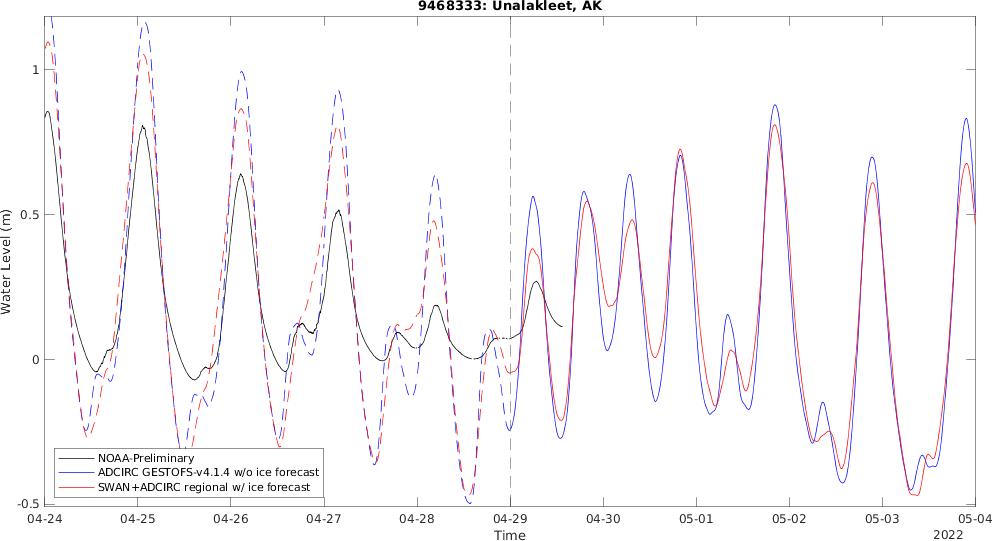 9468333: Unalakleet, AK
Water Level (m)
1
0.5
0
-0.5
NOAA-Preliminary
ADCIRC GESTOFS-v4.1.4 w/o ice forecast
SWAN+ADCIRC regional w/ ice forecast
04-24 04-25 04-26 04-27 04-28 04-29 04-30 05-01 05-02 05-03 05-04
Time
2022